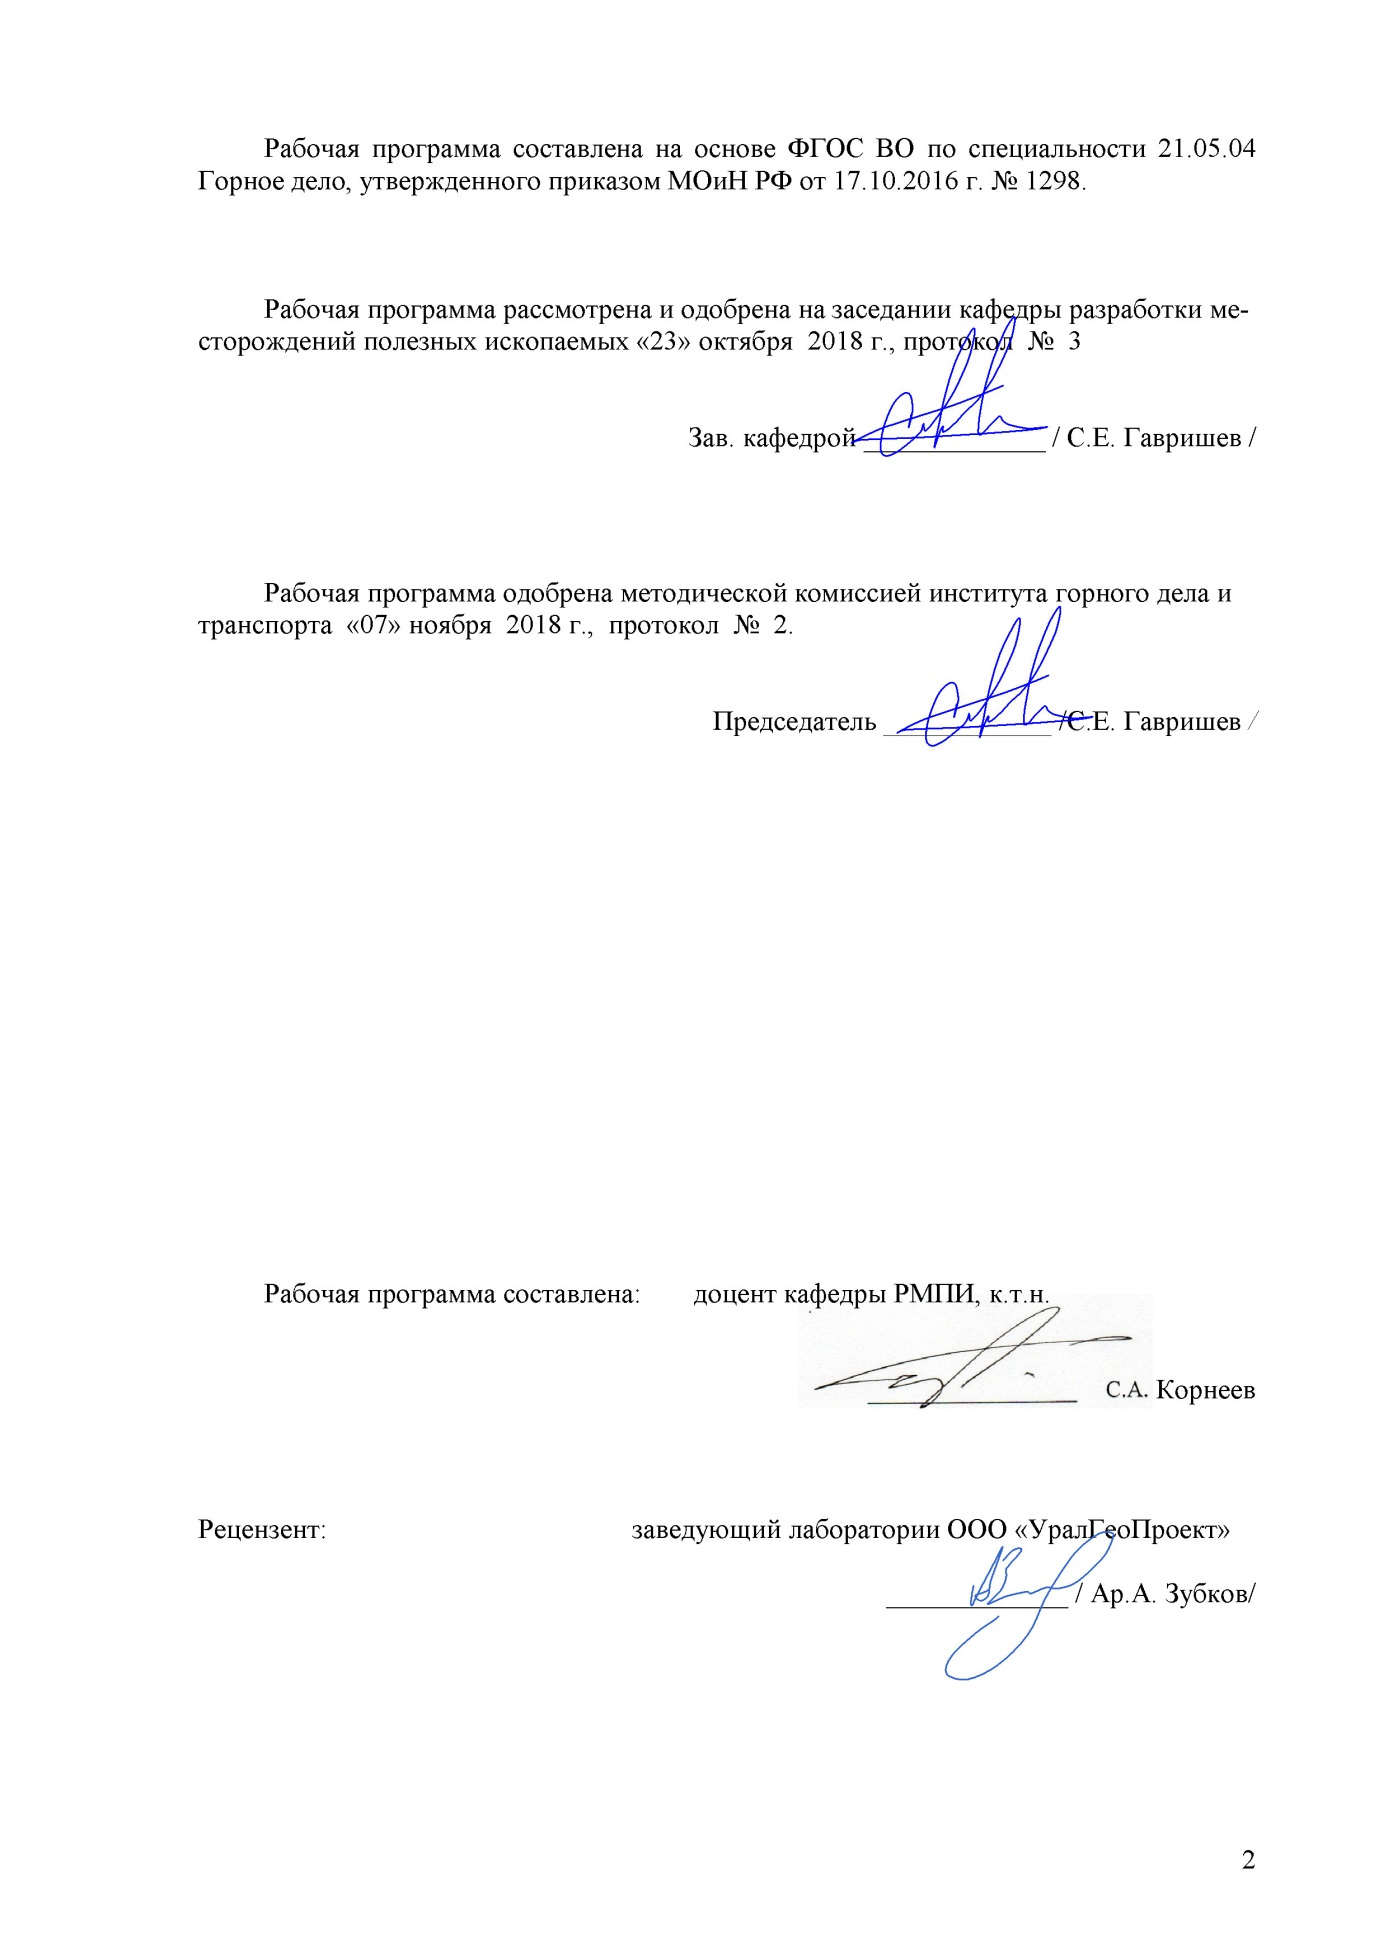 Рабочая программа составлена на основе ФГОС ВО по специальности 21.05.04
Горное дело, утвержденного приказом МОиН РФ от 17.10.2016 г. № 1298.
Рабочая программа рассмотрена и одобрена на заседании кафедры разработки ме-
сторождений полезных ископаемых «23» октября 2018 г., протокол № 3
Зав. кафедрой _____________ / С.Е. Гавришев /
Рабочая программа одобрена методической комиссией института горного дела и
транспорта «07» ноября 2018 г., протокол № 2.
Председатель ____________ /С.Е. Гавришев /
Рабочая программа составлена: доцент кафедры РМПИ, к.т.н.
_______________ С.А. Корнеев
Рецензент: заведующий лаборатории ООО «УралГеоПроект»
_____________ / Ар.А. Зубков/
2